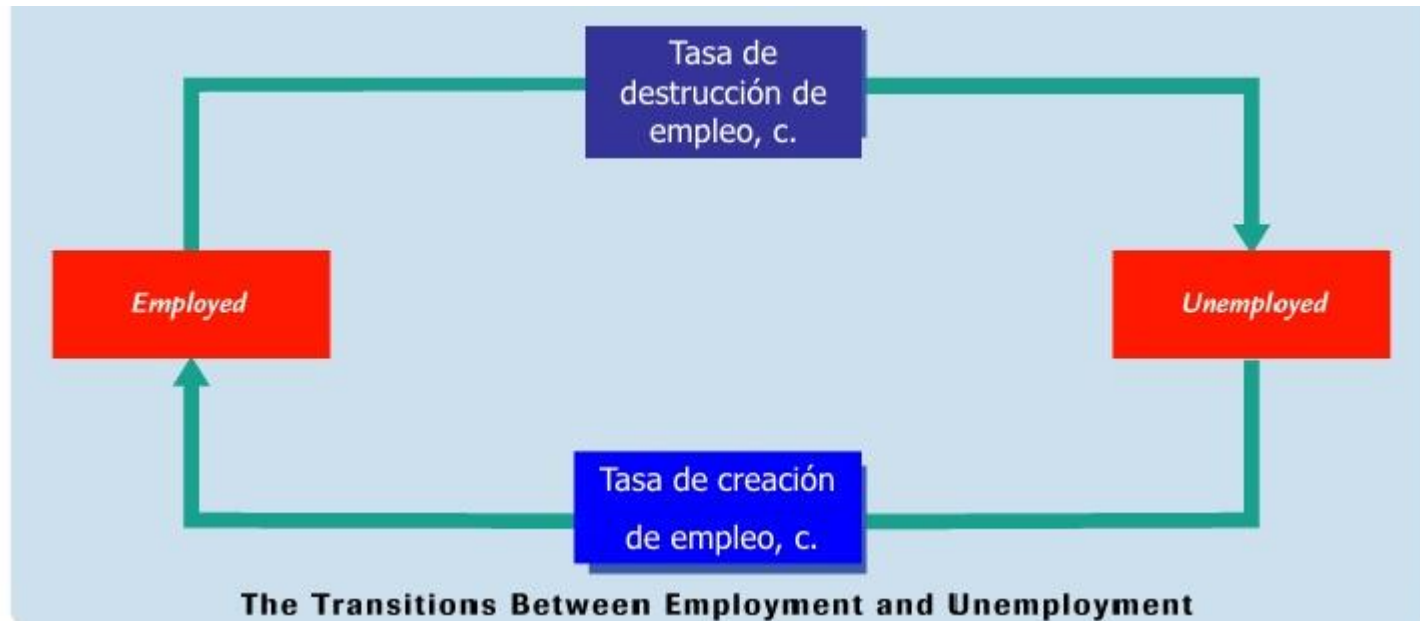 Tasa de
destrucción de
empleo, c.
Employed
Unemployed
Tasa de creación
de empleo, c.
The Transitions Between Employment and Unemployment